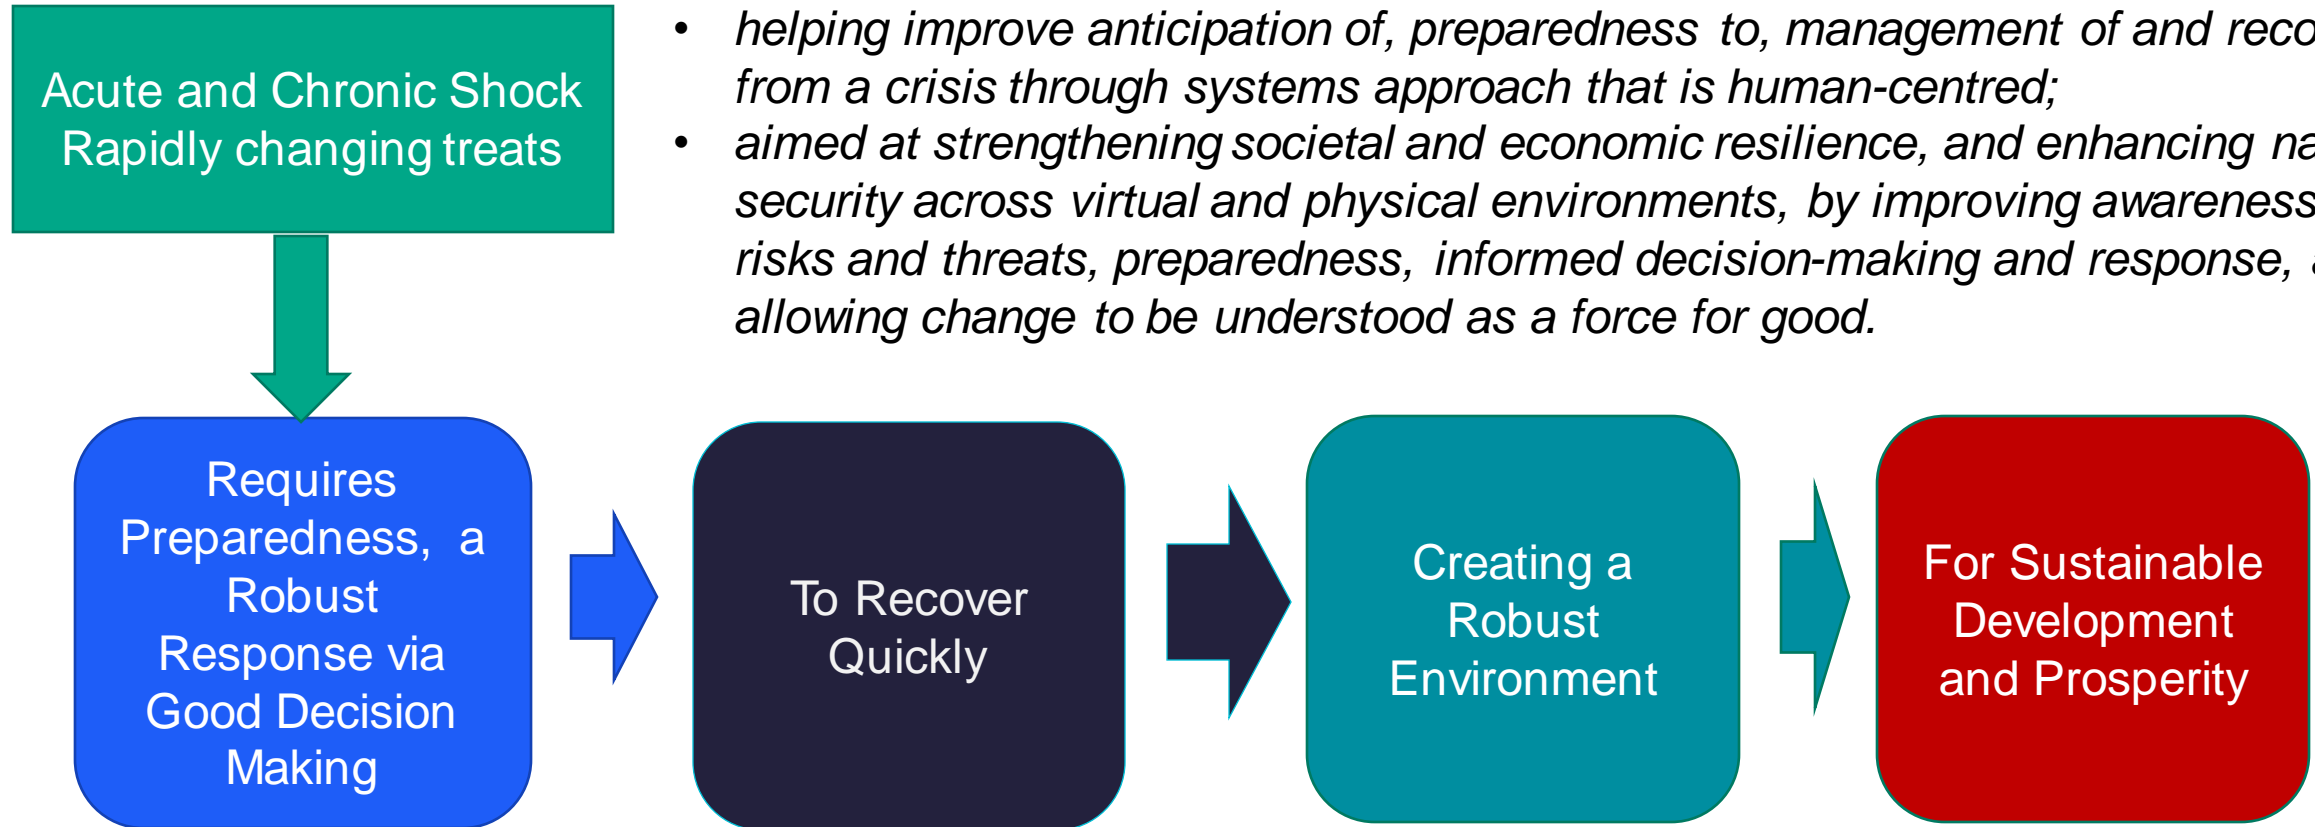 Acute and Chronic Shock
Rapidly changing treats
• helping improve anticipation of, preparedness to, management of and
from a crisis through systems approach that is human-centred;
• aimed at strengthening societal and economic resilience, and enhancing
security across virtual and physical environments, by improving awareness
risks and threats, preparedness, informed decision-making and response,
allowing change to be understood as a force for good.
Requires
Preparedness, a
Robust
Response via
Good Decision
Making
To Recover
Quickly
Creating a
Robust
Environment
For Sustainable
Development
and Prosperity